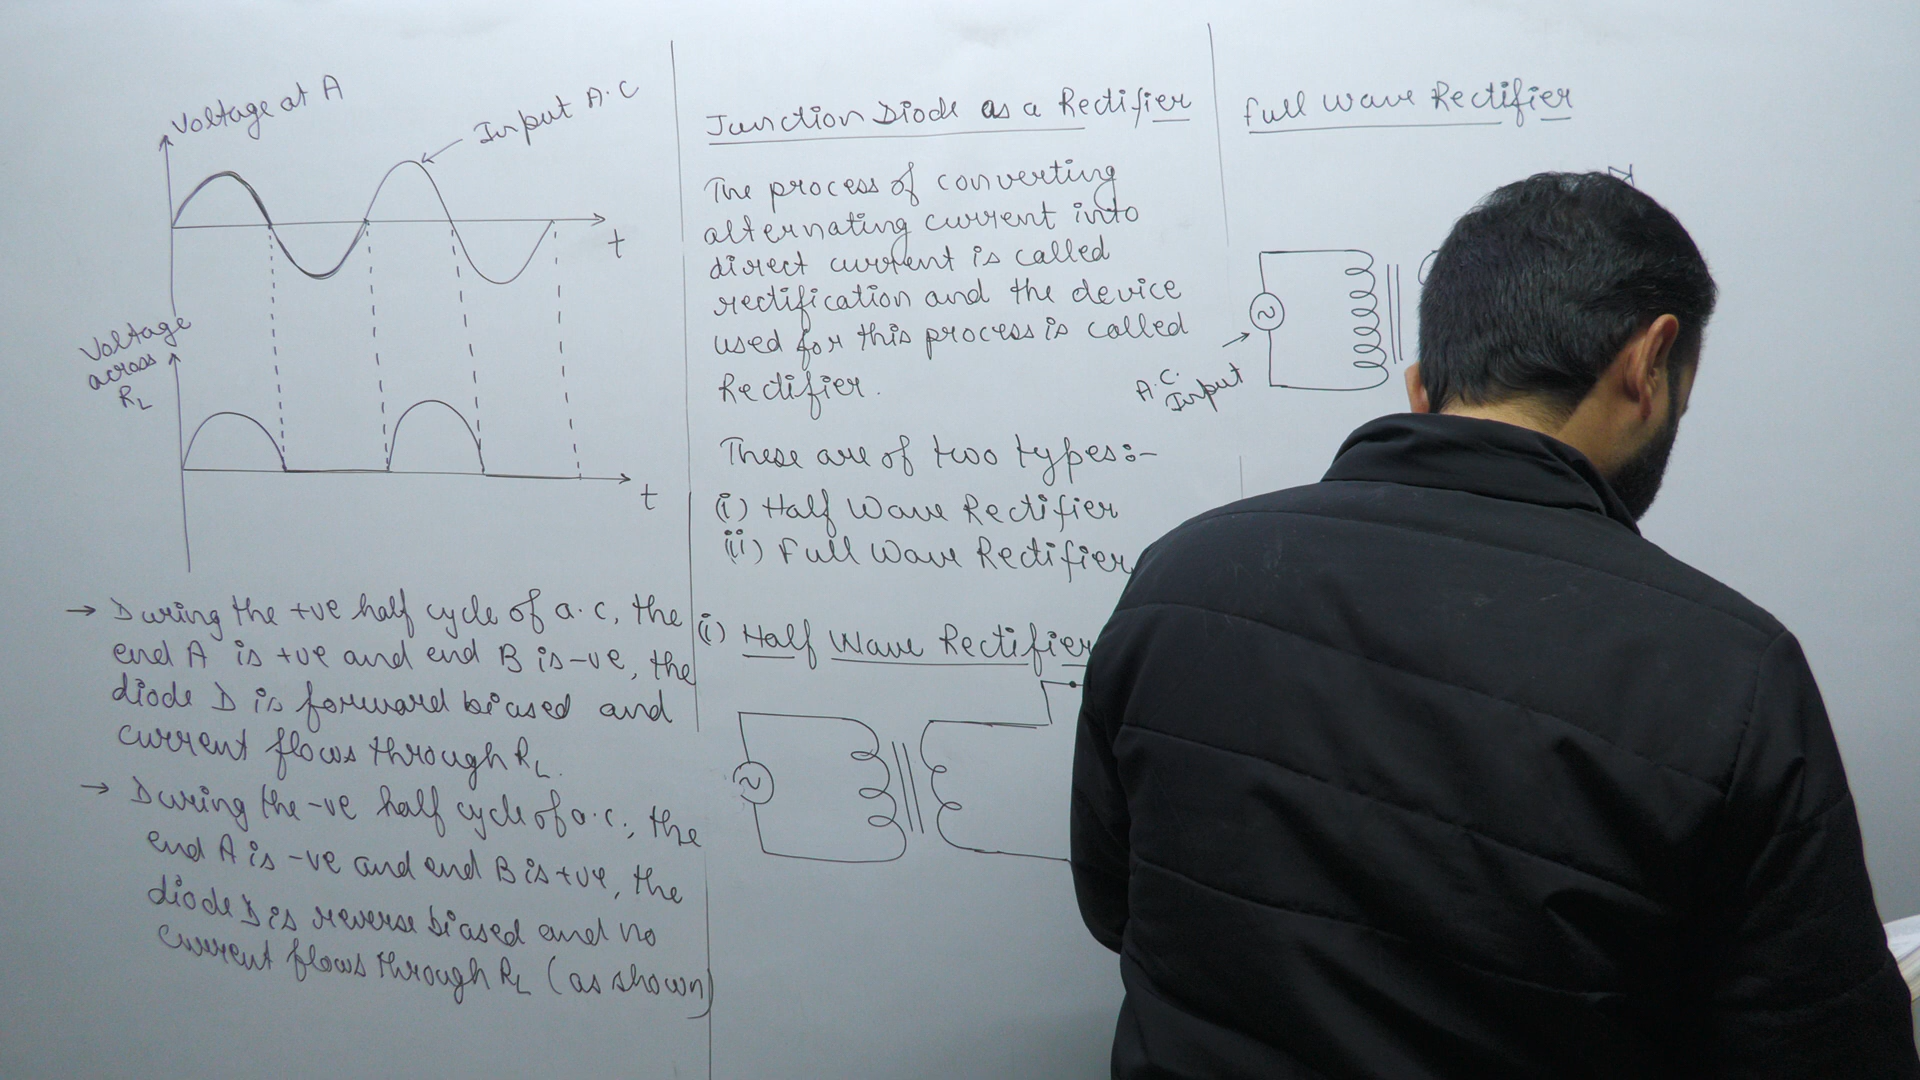 Voltage at A
Input A.C
t
Voltage
across
RL
t
→ During the +ve half cycle of a.c, the
end A is +ve and end B is -ve, the
diode D is forward biased and
current flows through RL.
→ During the -ve half cycle of a.c., the
end A is -ve and end B is +ve, the
diode D is reverse biased and no
current flows through RL (as shown)
Junction Diode as a Rectifier
The process of converting
alternating current into
direct current is called
rectification and the device
used for this process is called
Rectifier.
These are of two types:-
(i) Half Wave Rectifier
(ii) Full Wave Rectifier
(i) Half Wave Rectifier
~
Full Wave Rectifier
~
A.C.
Input